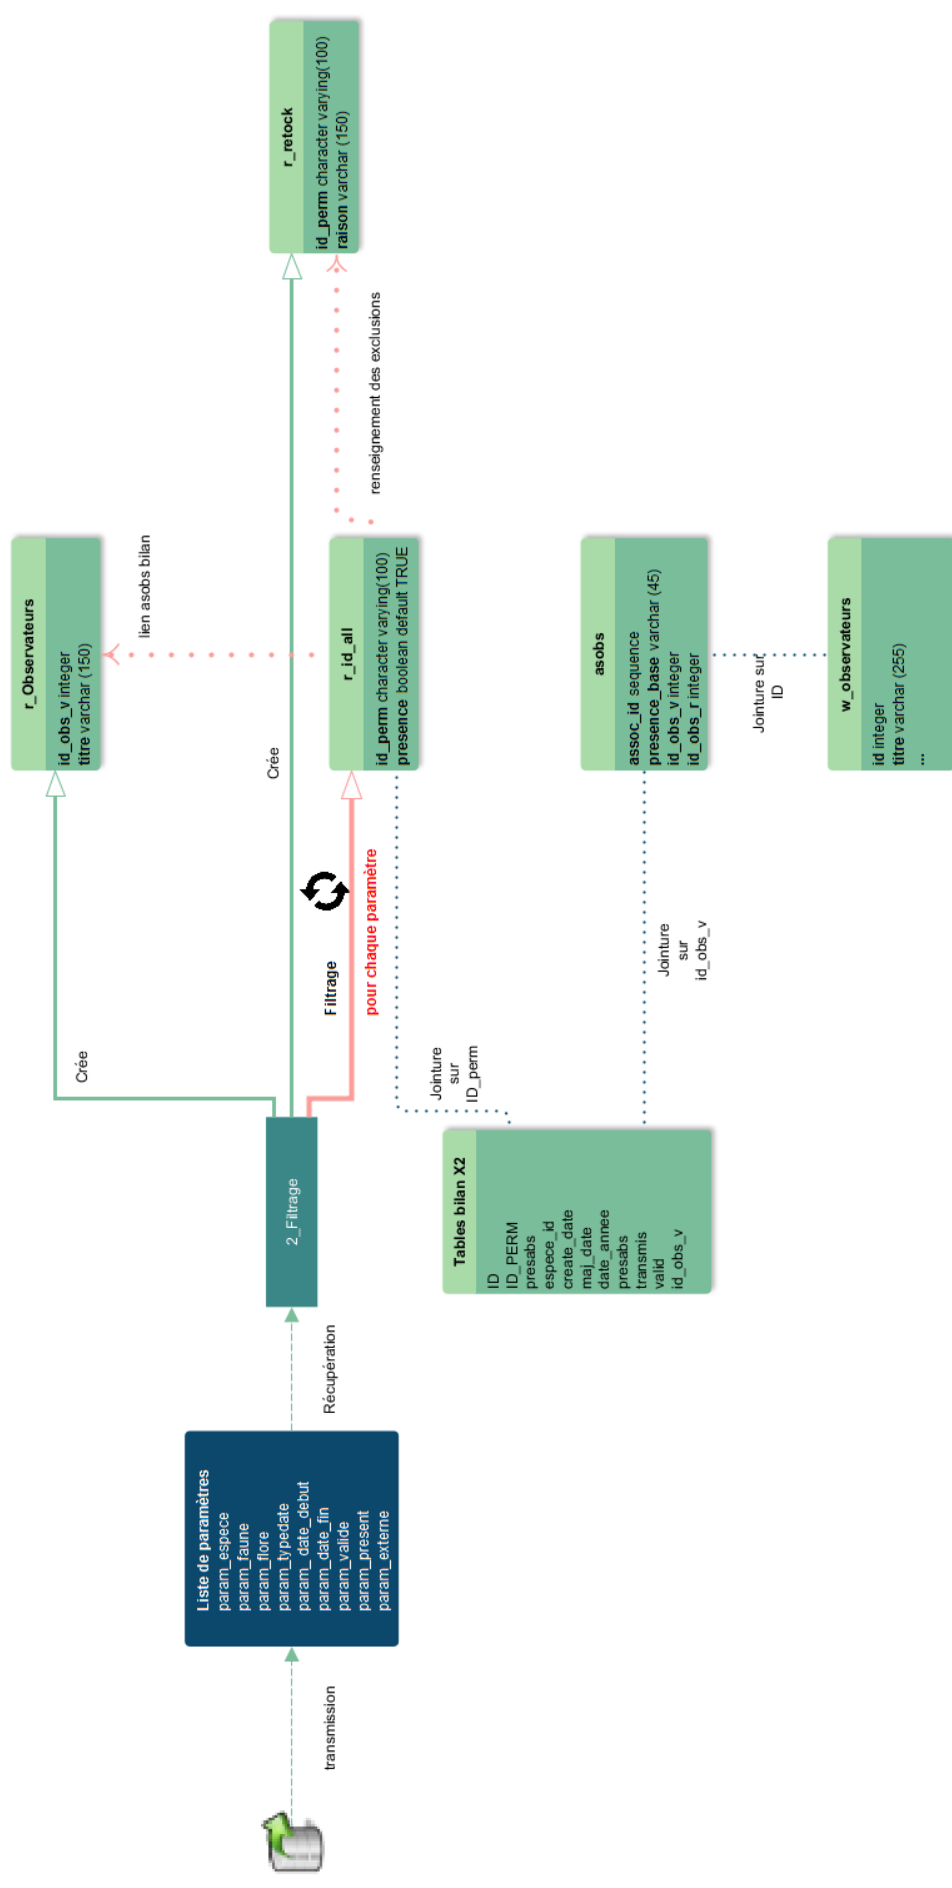 transmission
Liste de paramètres
param_espece
param_faune
param_flore
param_typedate
param_date_debut
param_date_fin
param_valide
param_present
param_externe
Récupération
2_Filtrage
Crée
Crée
Filtrage
pour chaque paramètre
r_Observateurs
id_obs_v integer
titre varchar (150)
lien asobs bilan
r_id_all
id_perm character varying(100)
presence boolean default TRUE
renseignement des exclusions
r_retock
id_perm character varying(100)
raison varchar (150)
Tables bilan X2
ID
ID_PERM
presabs
espece_id
create_date
maj_date
date_annee
presabs
transmis
valid
id_obs_v
Jointure
sur
ID_perm
Jointure
sur
id_obs_v
asobs
assoc_id sequence
presence_base varchar (45)
id_obs_v integer
id_obs_r integer
Jointure sur
ID
w_observateurs
id integer
titre varchar (255)
...